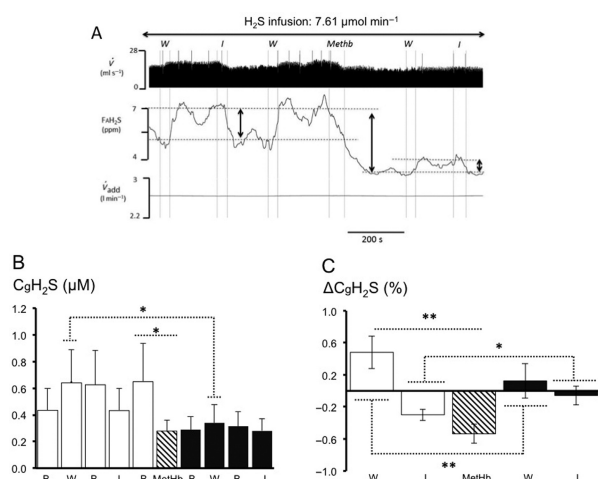 H₂S infusion: 7.61 µmol min⁻¹
A
W I W Methb W I
28
V̇
(ml s⁻¹)
0
7
FAH₂S
(ppm)
4
3
V̇add
(l min⁻¹)
2.2
200 s
B
CgH₂S (µM)
1.2
1.0
0.8
0.6
0.4
0.2
0.0
*
*
B W B I B MetHb B W B I
C
ΔCgH₂S (%)
1.0
0.6
0.2
−0.2
−0.6
−1.0
**
*
**
W I MetHb W I